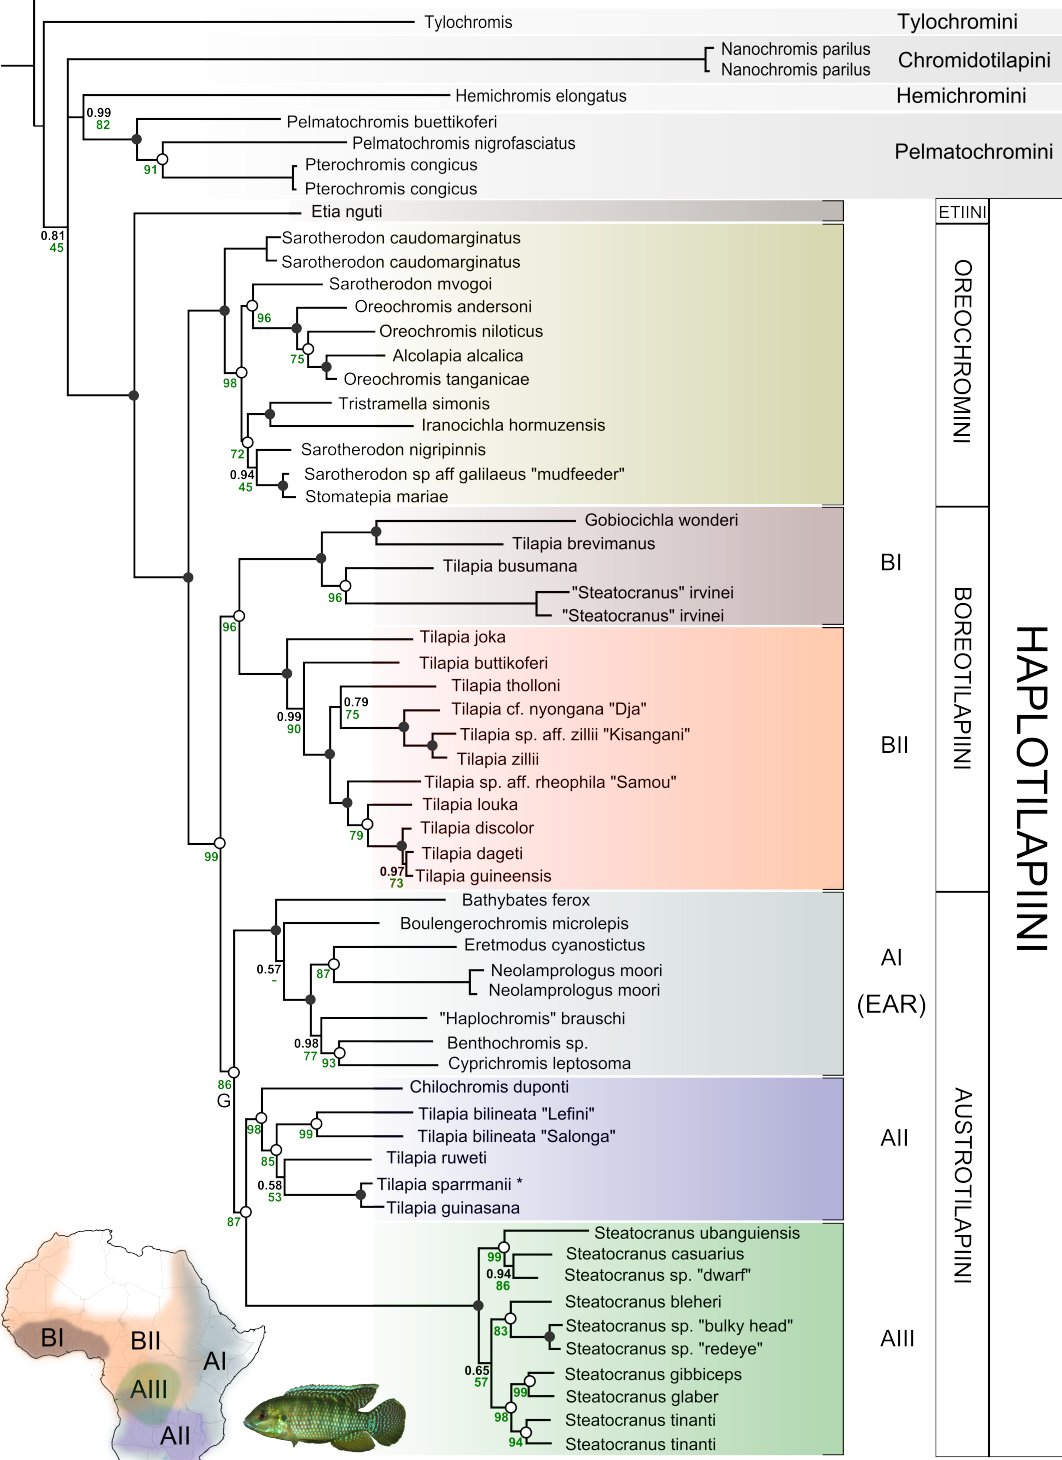 Tylochromis
Tylochromini
Nanochromis parilus
Nanochromis parilus
Chromidotilapini
Hemichromis elongatus
Hemichromini
0.99
82
Pelmatochromis buettikoferi
Pelmatochromis nigrofasciatus
Pelmatochromini
91
Pterochromis congicus
Pterochromis congicus
Etia nguti
ETIINI
0.81
45
Sarotherodon caudomarginatus
Sarotherodon caudomarginatus
Sarotherodon mvogoi
Oreochromis andersoni
96
Oreochromis niloticus
75
Alcolapia alcalica
Oreochromis tanganicae
98
Tristramella simonis
Iranocichla hormuzensis
72
Sarotherodon nigripinnis
0.94
45
Sarotherodon sp aff galilaeus "mudfeeder"
Stomatepia mariae
OREOCHROMINI
Gobiocichla wonderi
Tilapia brevimanus
Tilapia busumana
BI
96
"Steatocranus" irvinei
"Steatocranus" irvinei
96
Tilapia joka
Tilapia buttikoferi
Tilapia tholloni
0.79
75
0.99
90
Tilapia cf. nyongana "Dja"
Tilapia sp. aff. zillii "Kisangani"
BII
Tilapia zillii
Tilapia sp. aff. rheophila "Samou"
Tilapia louka
79
Tilapia discolor
99
Tilapia dageti
0.97
73
Tilapia guineensis
BOREOTILAPIINI
HAPLOTILAPIINI
Bathybates ferox
Boulengerochromis microlepis
Eretmodus cyanostictus
0.57
-
87
Neolamprologus moori
Neolamprologus moori
AI
(EAR)
"Haplochromis" brauschi
0.98
77
Benthochromis sp.
93
Cyprichromis leptosoma
86
G
Chilochromis duponti
Tilapia bilineata "Lefini"
98
99
Tilapia bilineata "Salonga"
AII
85
Tilapia ruweti
0.58
53
Tilapia sparrmanii *
Tilapia guinasana
87
AUSTROTILAPIINI
Steatocranus ubanguiensis
99
Steatocranus casuarius
0.94
86
Steatocranus sp. "dwarf"
Steatocranus bleheri
83
Steatocranus sp. "bulky head"
Steatocranus sp. "redeye"
AIII
0.65
57
Steatocranus gibbiceps
99
Steatocranus glaber
98
Steatocranus tinanti
94
Steatocranus tinanti
BI
BII
AI
AIII
AII